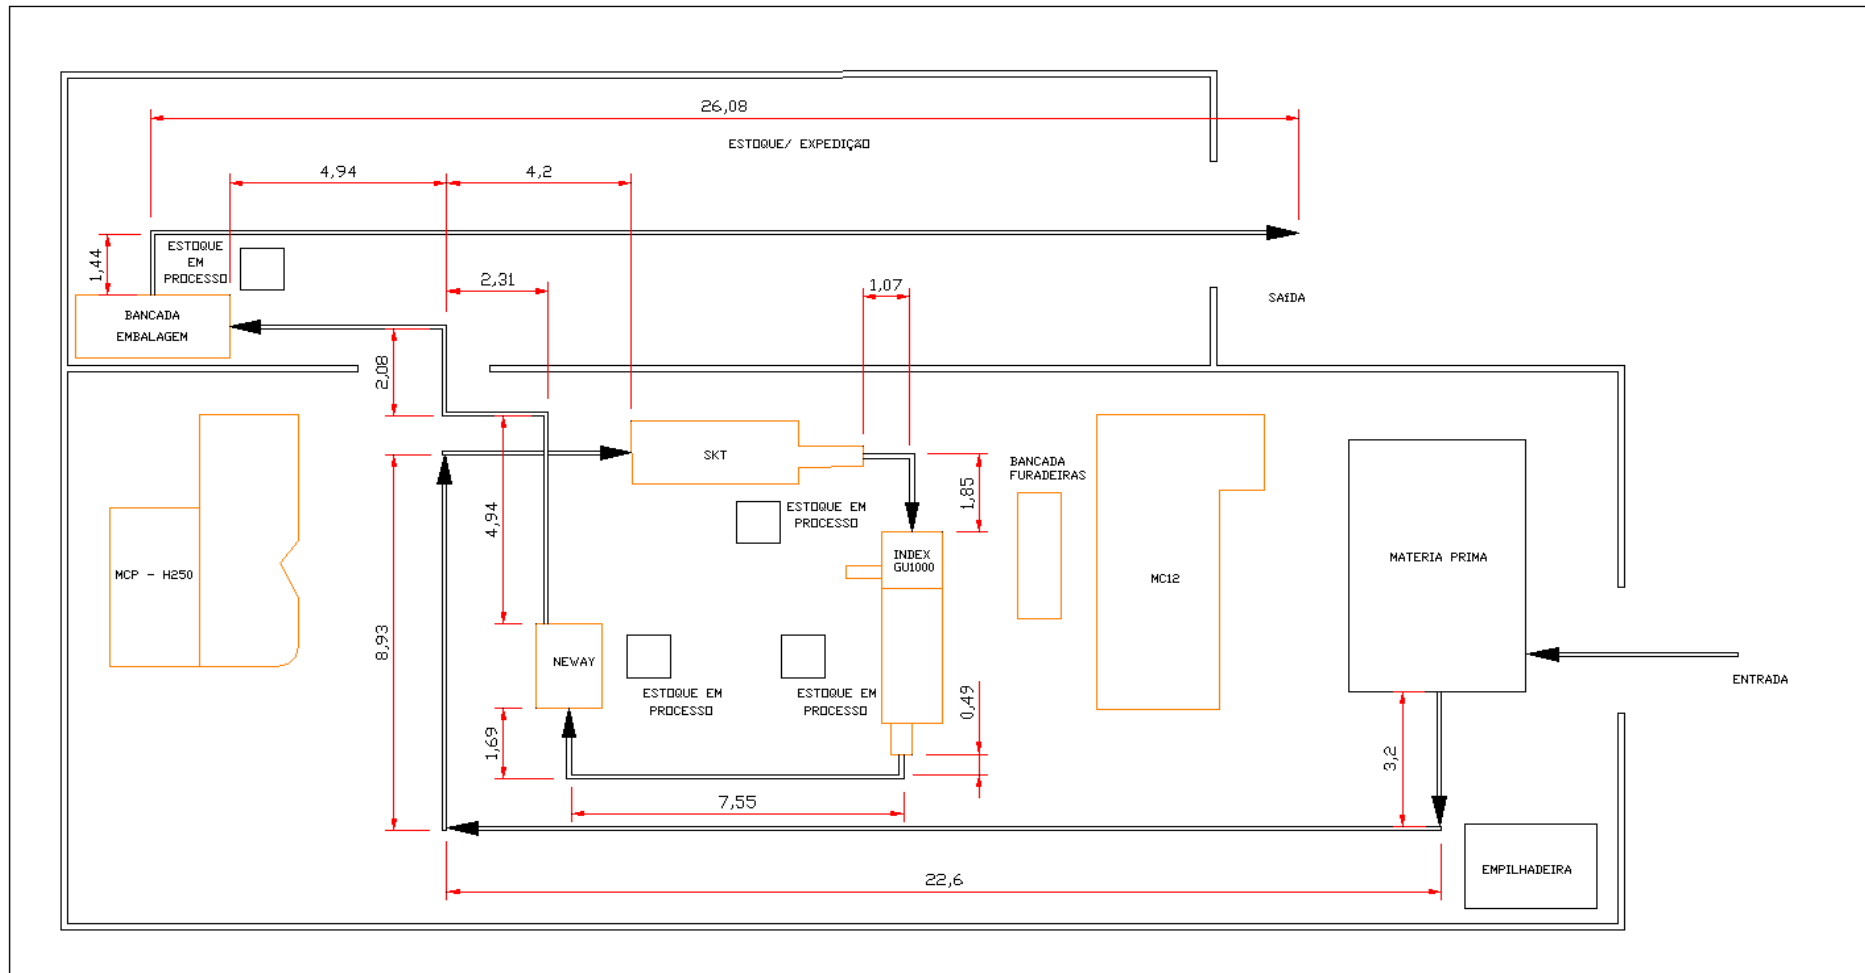 26,08
ESTOQUE/ EXPEDIÇÃO
4,94
4,2
1,44
ESTOQUE
EM
PROCESSO
2,31
1,07
SAÍDA
BANCADA
EMBALAGEM
2,08
SKT
BANCADA
FURADEIRAS
1,85
4,94
ESTOQUE EM
PROCESSO
INDEX
GU1000
MATERIA PRIMA
MCP - H250
MC12
8,93
NEWAY
ESTOQUE EM
PROCESSO
ESTOQUE EM
PROCESSO
0,49
ENTRADA
1,69
3,2
7,55
EMPILHADEIRA
22,6